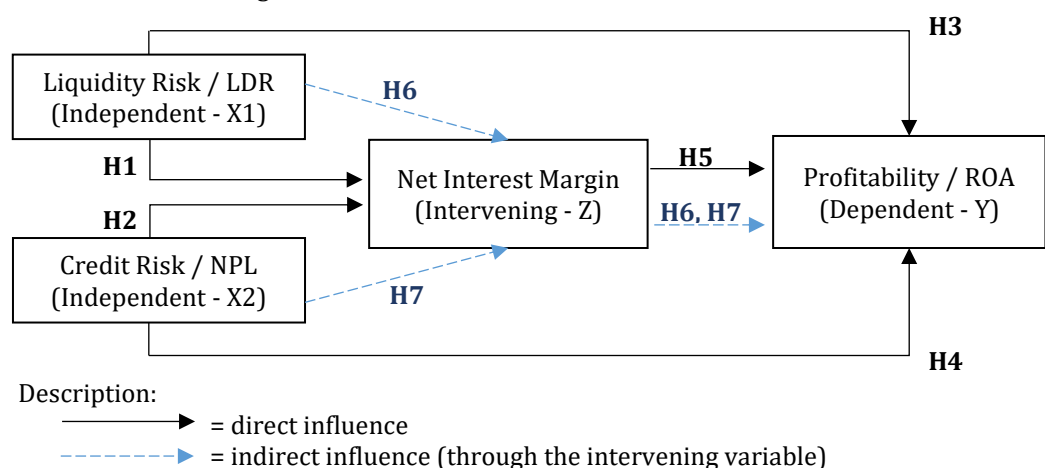 H3
Liquidity Risk / LDR
(Independent - X1)
H6
H1
Net Interest Margin
(Intervening - Z)
H5
Profitability / ROA
(Dependent - Y)
H2
H6, H7
Credit Risk / NPL
(Independent - X2)
H7
H4
Description:
= direct influence
= indirect influence (through the intervening variable)